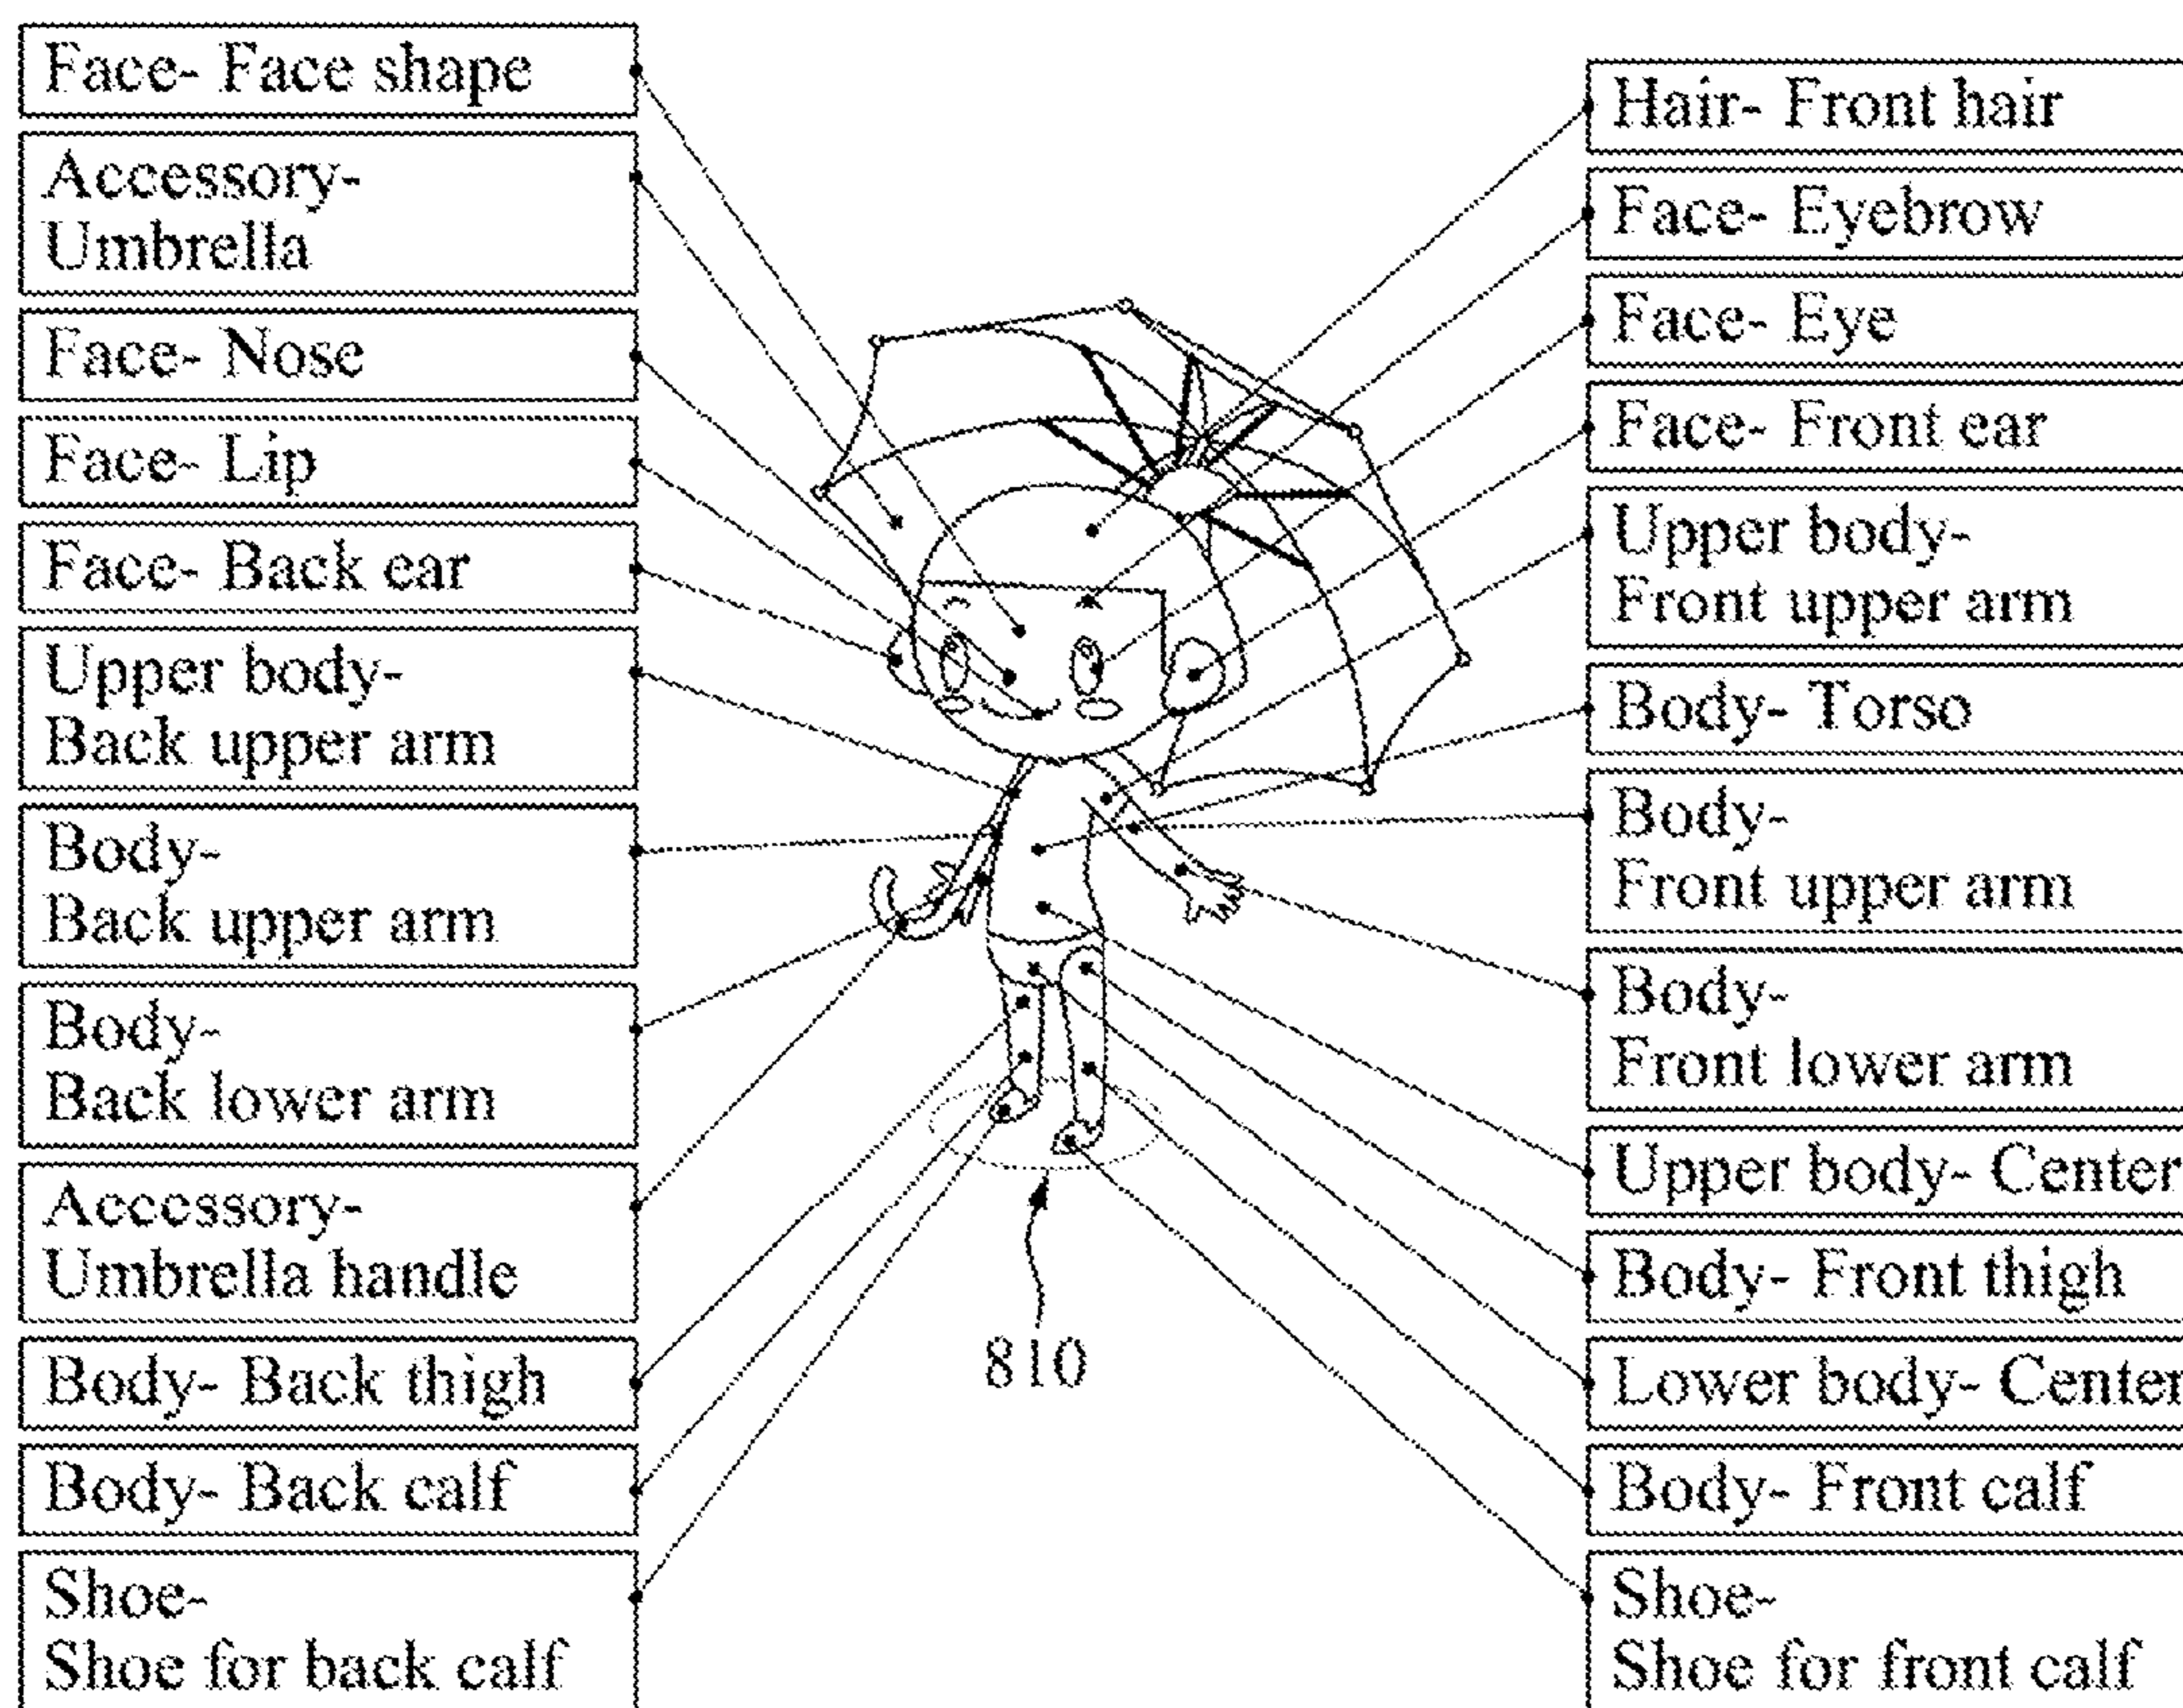 Face- Face shape
Accessory-
Umbrella
Face- Nose
Face- Lip
Face- Back ear
Upper body-
Back upper arm
Body-
Back upper arm
Body-
Back lower arm
Accessory-
Umbrella handle
Body- Back thigh
Body- Back calf
Shoe-
Shoe for back calf
810
Hair- Front hair
Face- Eyebrow
Face- Eye
Face- Front ear
Upper body-
Front upper arm
Body- Torso
Body-
Front upper arm
Body-
Front lower arm
Upper body- Center
Body- Front thigh
Lower body- Center
Body- Front calf
Shoe-
Shoe for front calf